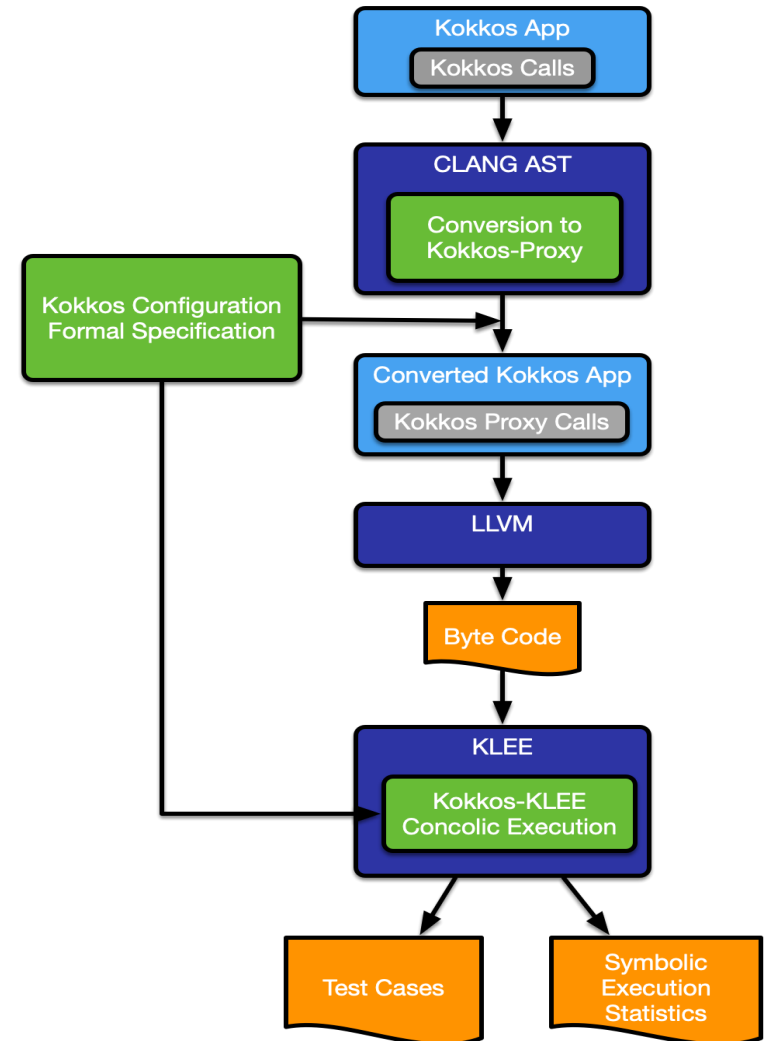 Kokkos App
Kokkos Calls
CLANG AST
Conversion to
Kokkos-Proxy
Kokkos Configuration
Formal Specification
Converted Kokkos App
Kokkos Proxy Calls
LLVM
Byte Code
KLEE
Kokkos-KLEE
Concolic Execution
Test Cases
Symbolic
Execution
Statistics